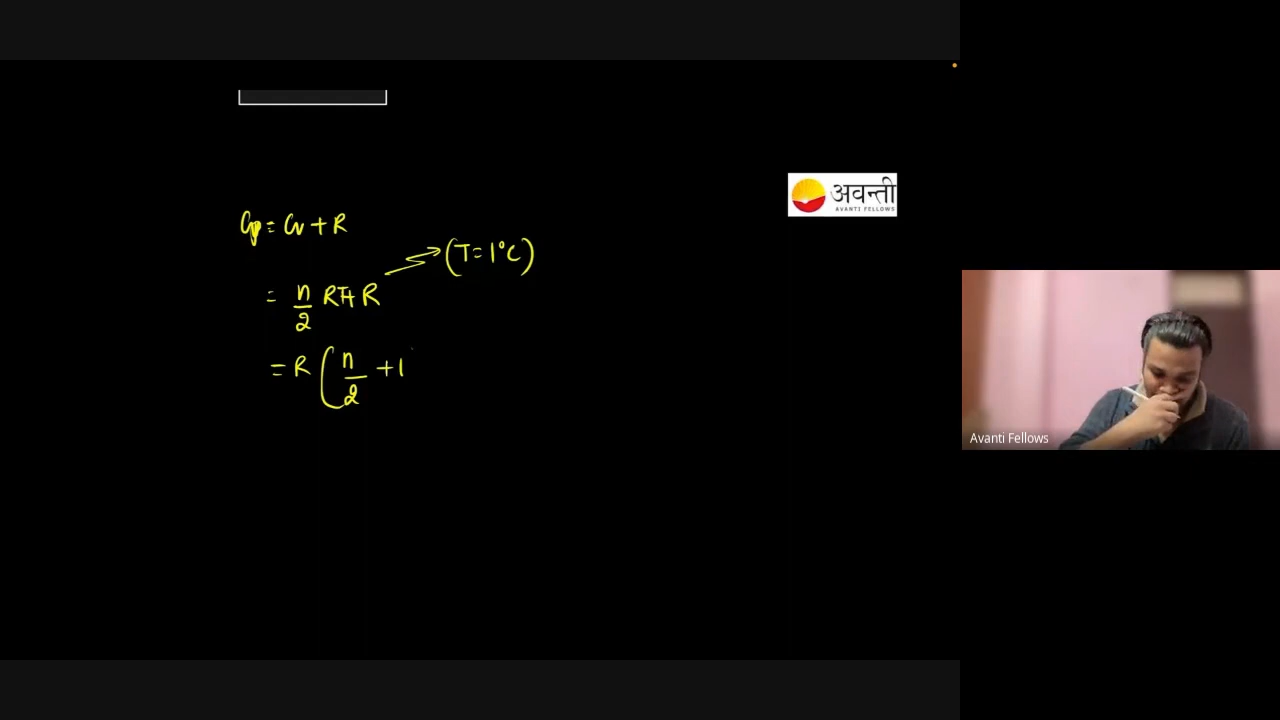 अवन्ती
AVANTI FELLOWS
Cp = Cv + R
(T = 1°C)
= n/2 RT + R
= R ( n/2 + 1
Avanti Fellows